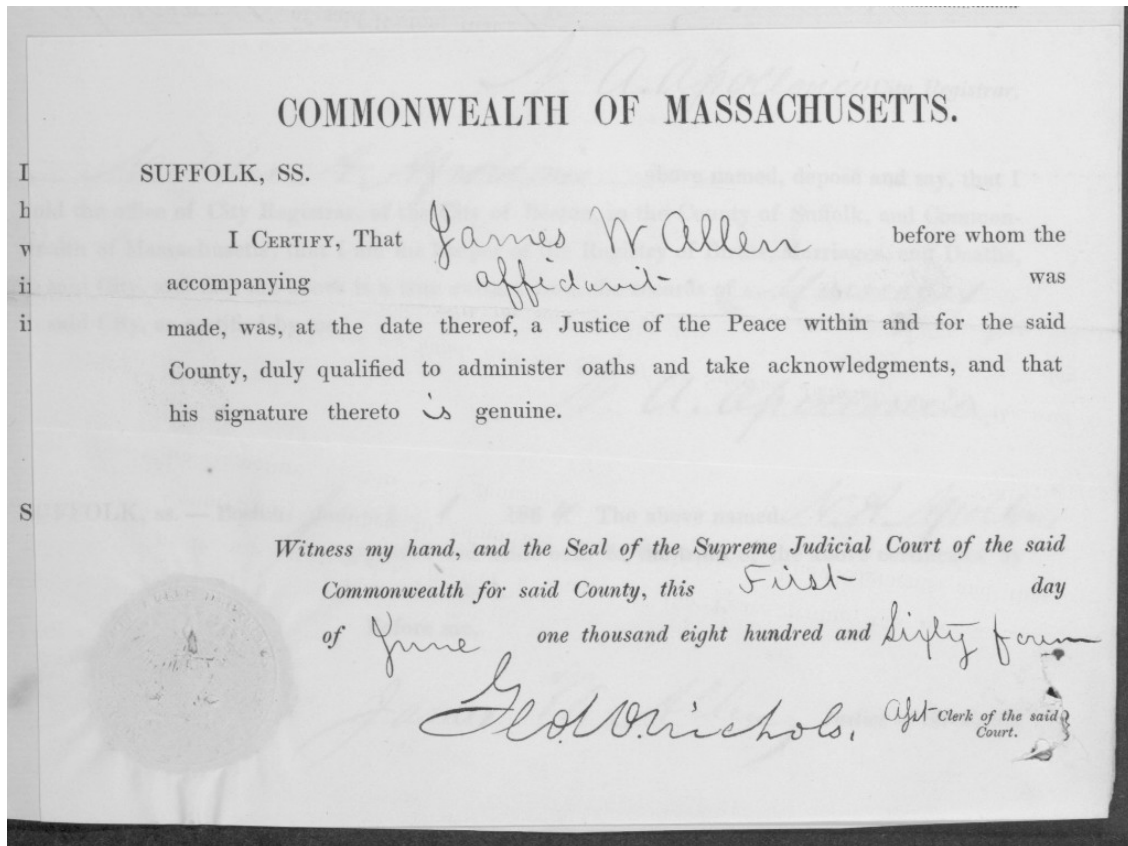 COMMONWEALTH OF MASSACHUSETTS.
SUFFOLK, SS.
I CERTIFY, That James W Allen before whom the
accompanying affidavit was
made, was, at the date thereof, a Justice of the Peace within and for the said
County, duly qualified to administer oaths and take acknowledgments, and that
his signature thereto is genuine.
Witness my hand, and the Seal of the Supreme Judicial Court of the said
Commonwealth for said County, this First day
of June one thousand eight hundred and Sixty
Geo. W. Nichols, Clerk of the said
Court.